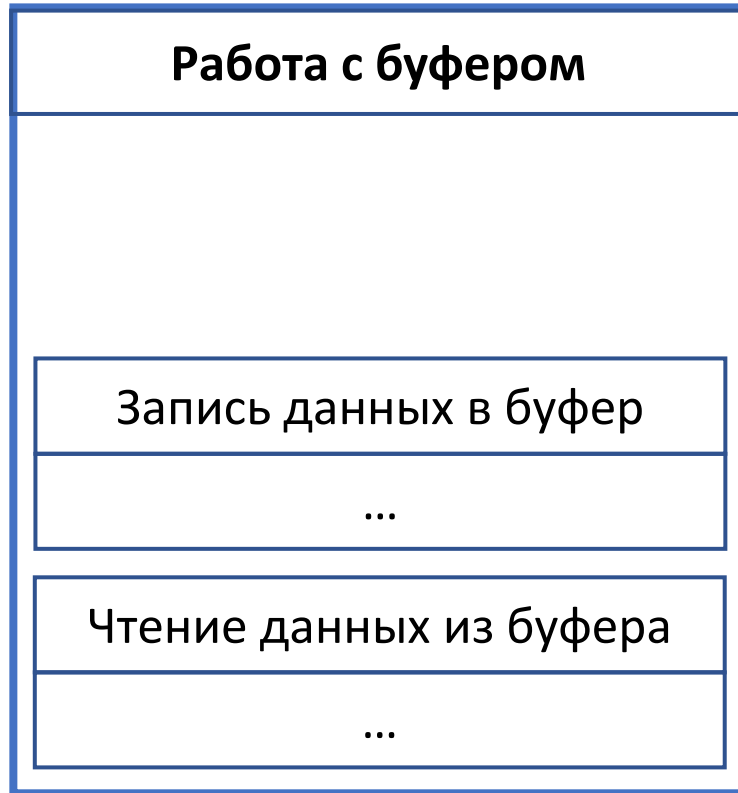 Работа с буфером
Запись данных в буфер
...
Чтение данных из буфера
...